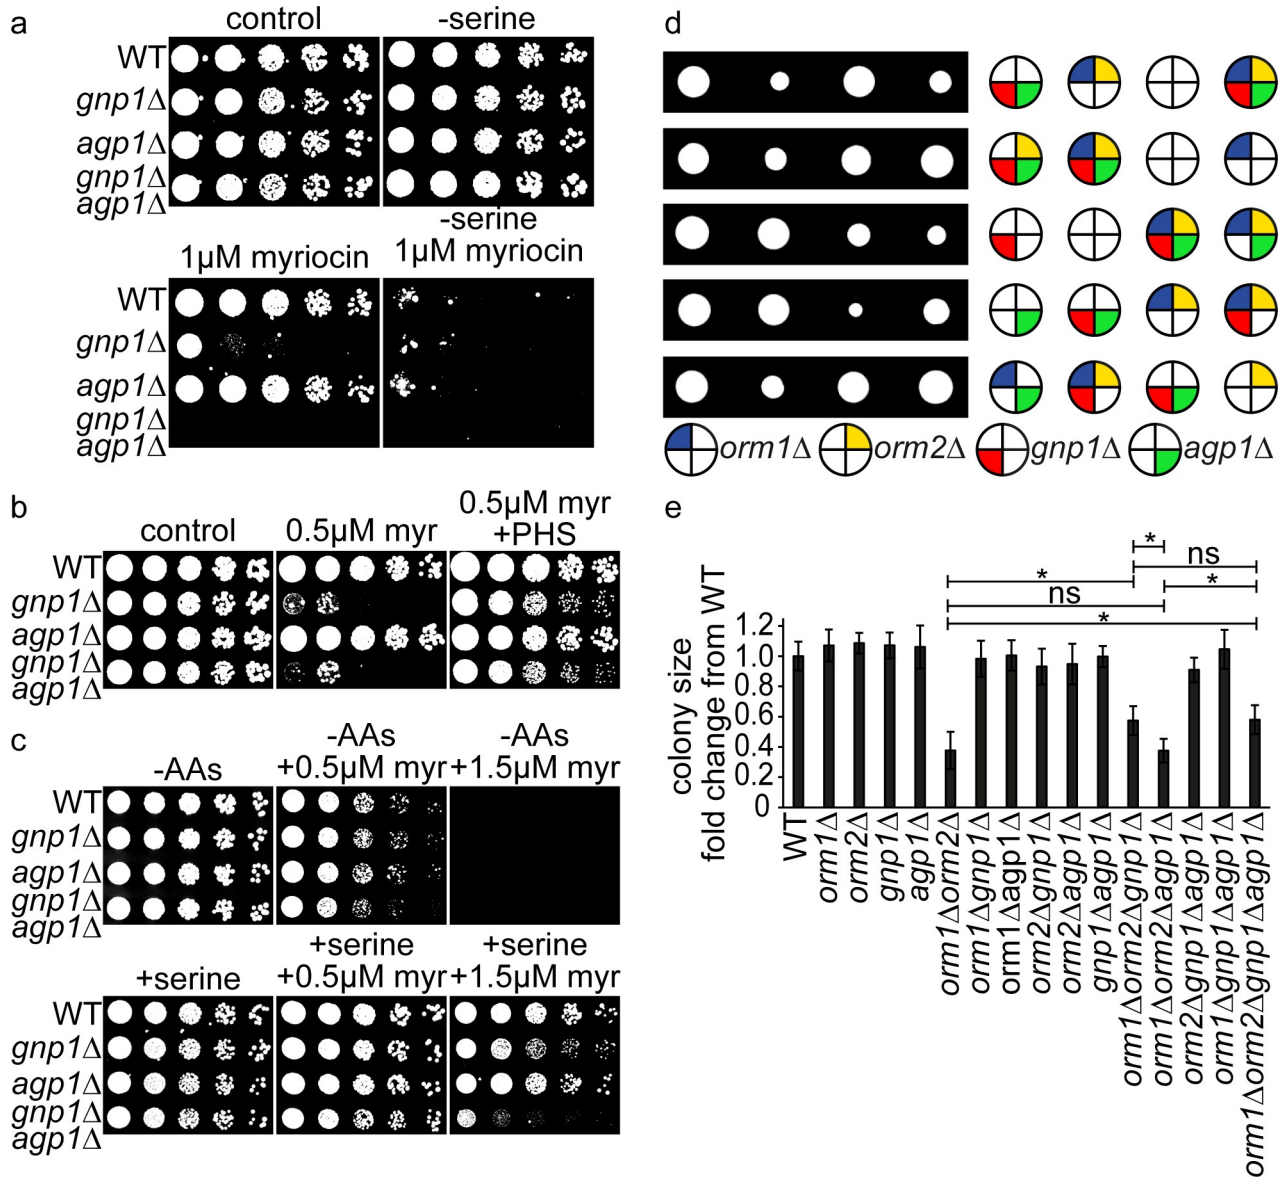 a
control
-serine
WT
gnp1Δ
agp1Δ
gnp1Δ
agp1Δ
1µM myriocin
-serine
1µM myriocin
WT
gnp1Δ
agp1Δ
gnp1Δ
agp1Δ
b
control
0.5µM myr
0.5µM myr
+PHS
WT
gnp1Δ
agp1Δ
gnp1Δ
agp1Δ
c
-AAs
-AAs
+0.5µM myr
-AAs
+1.5µM myr
WT
gnp1Δ
agp1Δ
gnp1Δ
agp1Δ
+serine
+serine
+0.5µM myr
+serine
+1.5µM myr
WT
gnp1Δ
agp1Δ
gnp1Δ
agp1Δ
d
orm1Δ
orm2Δ
gnp1Δ
agp1Δ
e
colony size
fold change from WT
1.2
1.0
0.8
0.6
0.4
0.2
0
*
ns
*
*
ns
*
WT
orm1Δ
orm2Δ
gnp1Δ
agp1Δ
orm1Δorm2Δ
orm1Δgnp1Δ
orm1Δagp1Δ
orm2Δgnp1Δ
orm2Δagp1Δ
gnp1Δagp1Δ
orm1Δorm2Δgnp1Δ
orm1Δorm2Δagp1Δ
orm2Δgnp1Δagp1Δ
orm1Δgnp1Δagp1Δ
orm1Δorm2Δgnp1Δagp1Δ